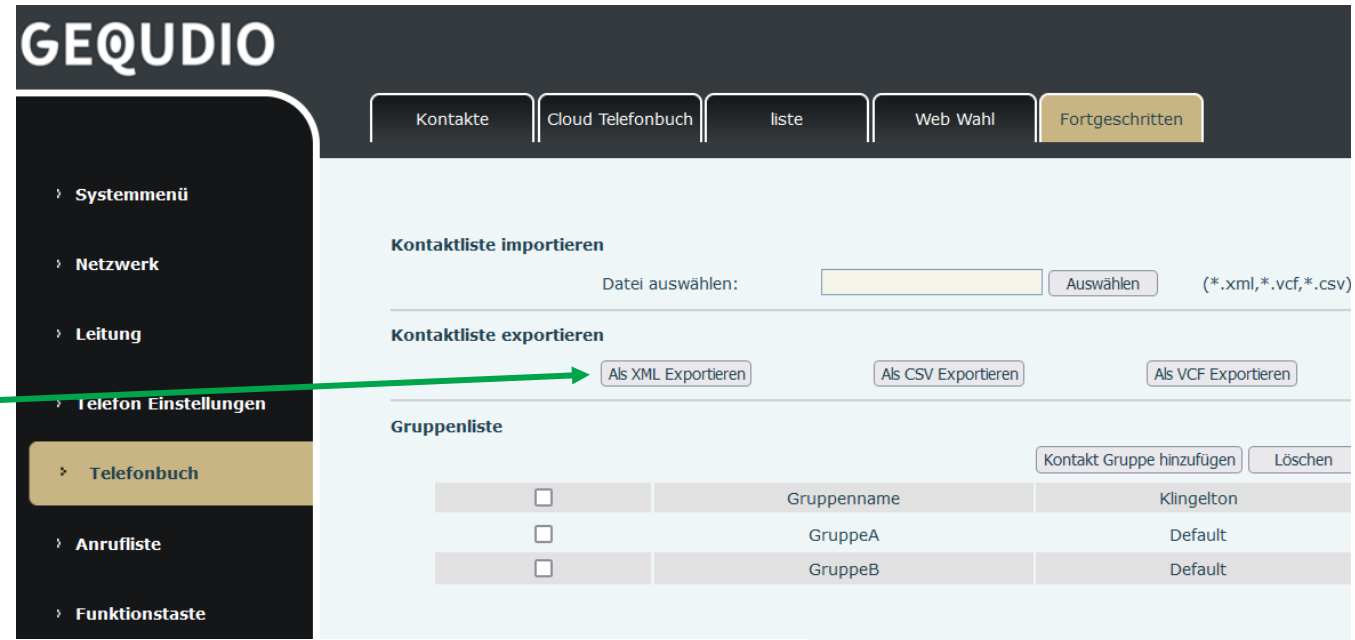 GEQUDIO
Kontakte
Cloud Telefonbuch
liste
Web Wahl
Fortgeschritten
Systemmenü
Netzwerk
Leitung
Telefon Einstellungen
Telefonbuch
Anrufliste
Funktionstaste
Kontaktliste importieren
Datei auswählen: Auswählen (*.xml,*.vcf,*.csv)
Kontaktliste exportieren
Als XML Exportieren Als CSV Exportieren Als VCF Exportieren
Gruppenliste
Kontakt Gruppe hinzufügen Löschen
Gruppenname Klingelton
GruppeA Default
GruppeB Default